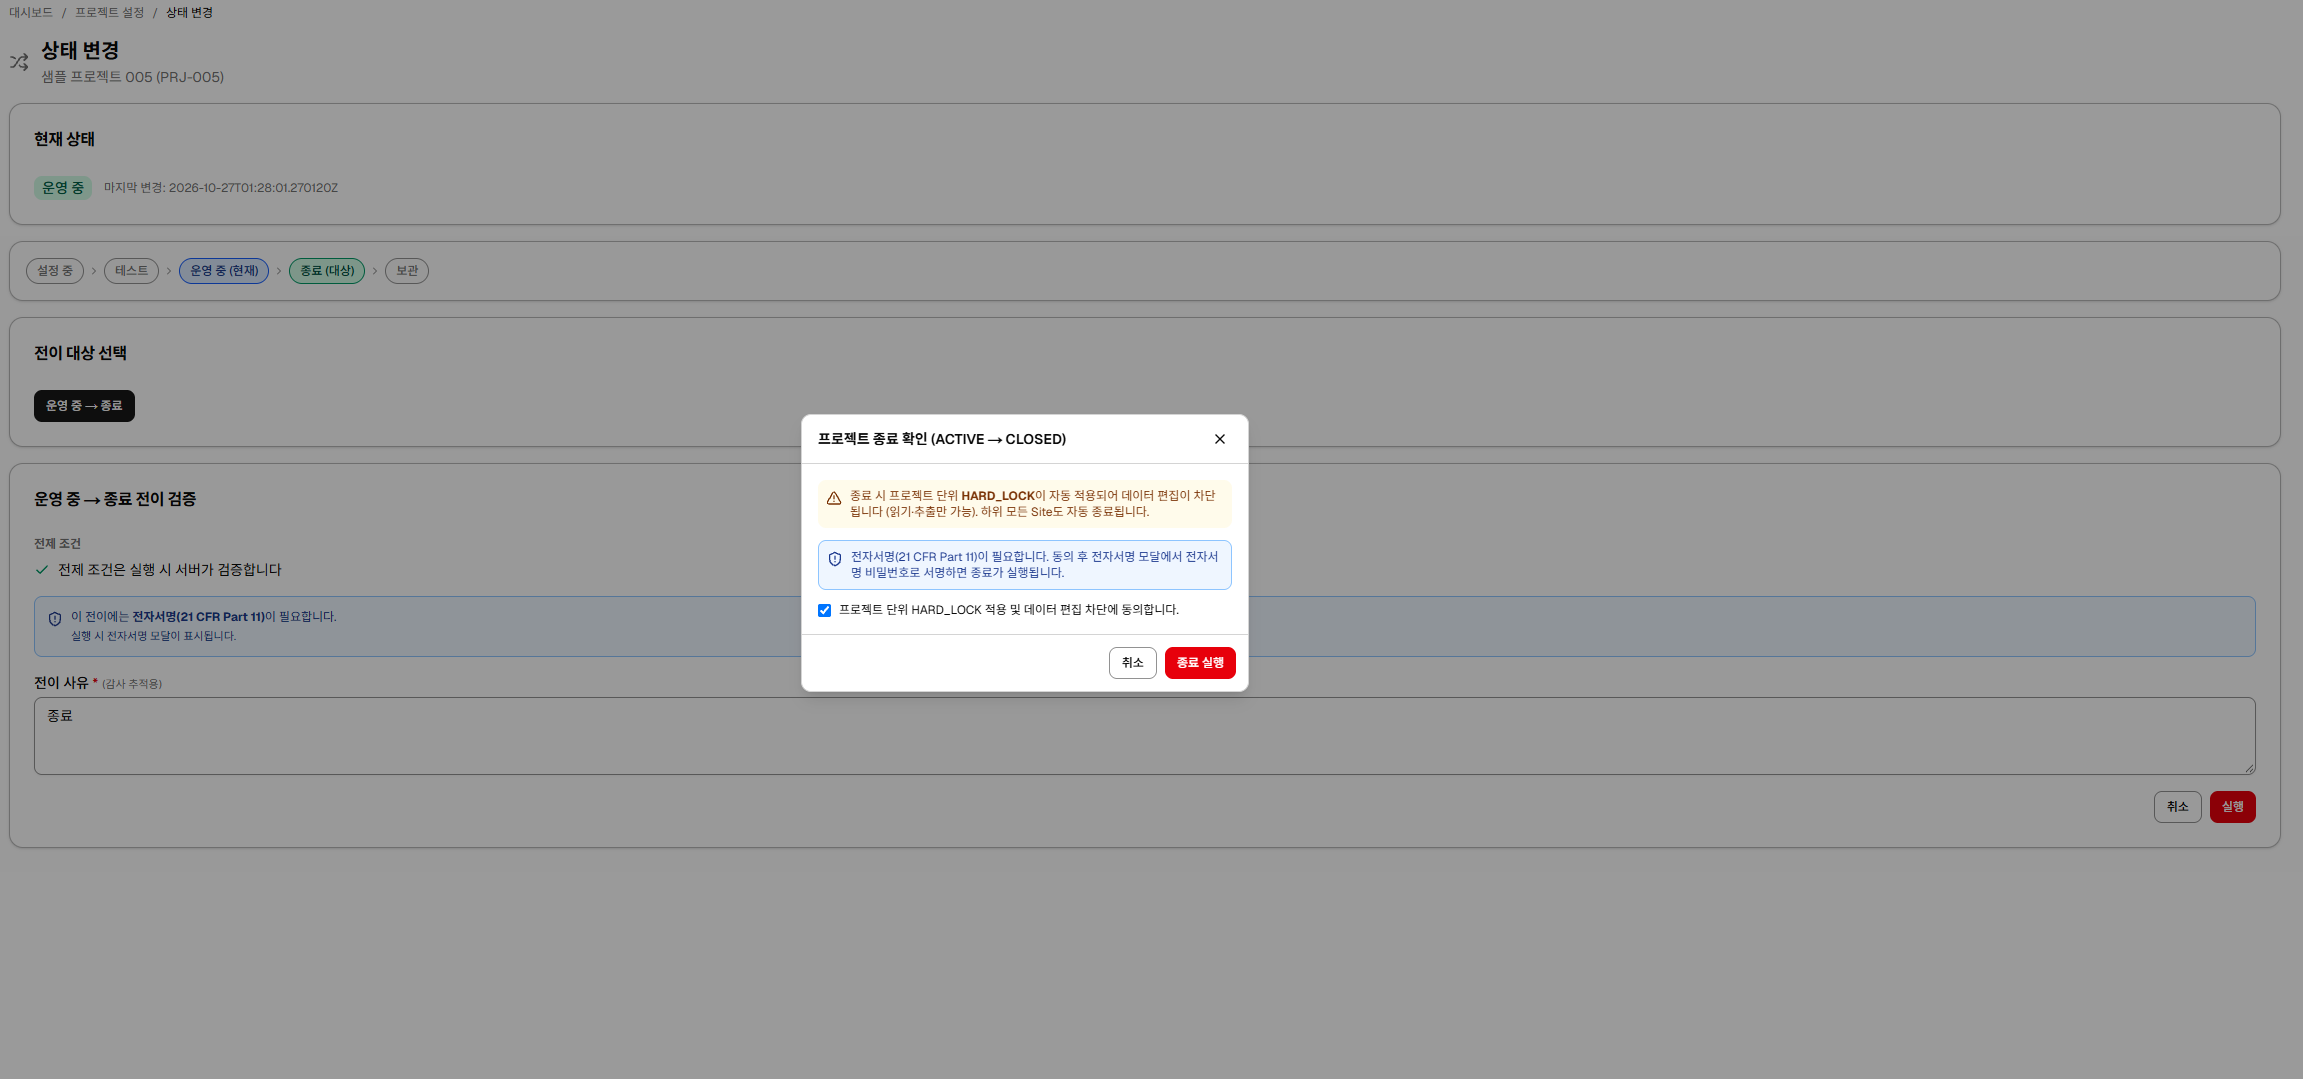 대시보드 / 프로젝트 설정 / 상태 변경
상태 변경
샘플 프로젝트 005 (PRJ-005)
현재 상태
운영 중 마지막 변경: 2026-10-27T01:28:01.270120Z
설정 중 > 테스트 > 운영 중 (현재) > 종료 (대상) > 보관
전이 대상 선택
운영 중 → 종료
운영 중 → 종료 전이 검증
전제 조건
전제 조건은 실행 시 서버가 검증합니다
이 전이에는 전자서명(21 CFR Part 11)이 필요합니다.
실행 시 전자서명 모달이 표시됩니다.
전이 사유 * (감사 추적용)
종료
취소 실행
프로젝트 종료 확인 (ACTIVE → CLOSED)
종료 시 프로젝트 단위 HARD_LOCK이 자동 적용되어 데이터 편집이 차단
됩니다 (읽기·추출만 가능). 하위 모든 Site도 자동 종료됩니다.
전자서명(21 CFR Part 11)이 필요합니다. 동의 후 전자서명 모달에서 전자서
명 비밀번호로 서명하면 종료가 실행됩니다.
프로젝트 단위 HARD_LOCK 적용 및 데이터 편집 차단에 동의합니다.
취소 종료 실행